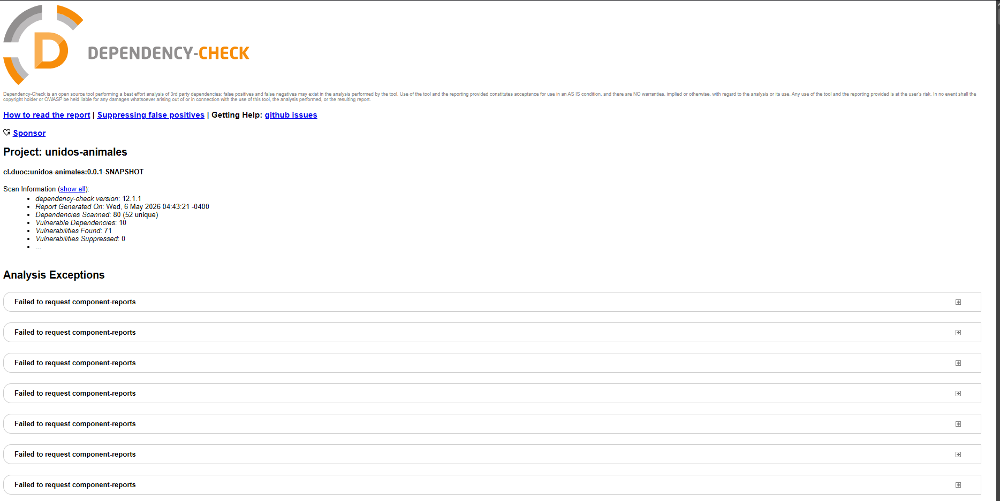 D
DEPENDENCY-CHECK
Dependency-Check is an open source tool performing a best effort analysis of 3rd party dependencies; false positives and false negatives may exist in the analysis performed by the tool. Use of the tool and the reporting provided constitutes acceptance for use in an AS IS condition, and there are NO warranties, implied or otherwise, with regard to the analysis or its use. Any use of the tool and the reporting provided is at the user's risk. In no event shall the
copyright holder or OWASP be held liable for any damages whatsoever arising out of or in connection with the use of this tool, the analysis performed, or the resulting report.
How to read the report | Suppressing false positives | Getting Help: github issues
Sponsor
Project: unidos-animales
cl.duoc:unidos-animales:0.0.1-SNAPSHOT
Scan Information (show all):
• dependency-check version: 12.1.1
• Report Generated On: Wed, 6 May 2026 04:43:21 -0400
• Dependencies Scanned: 80 (52 unique)
• Vulnerable Dependencies: 10
• Vulnerabilities Found: 71
• Vulnerabilities Suppressed: 0
• ...
Analysis Exceptions
Failed to request component-reports
Failed to request component-reports
Failed to request component-reports
Failed to request component-reports
Failed to request component-reports
Failed to request component-reports
Failed to request component-reports